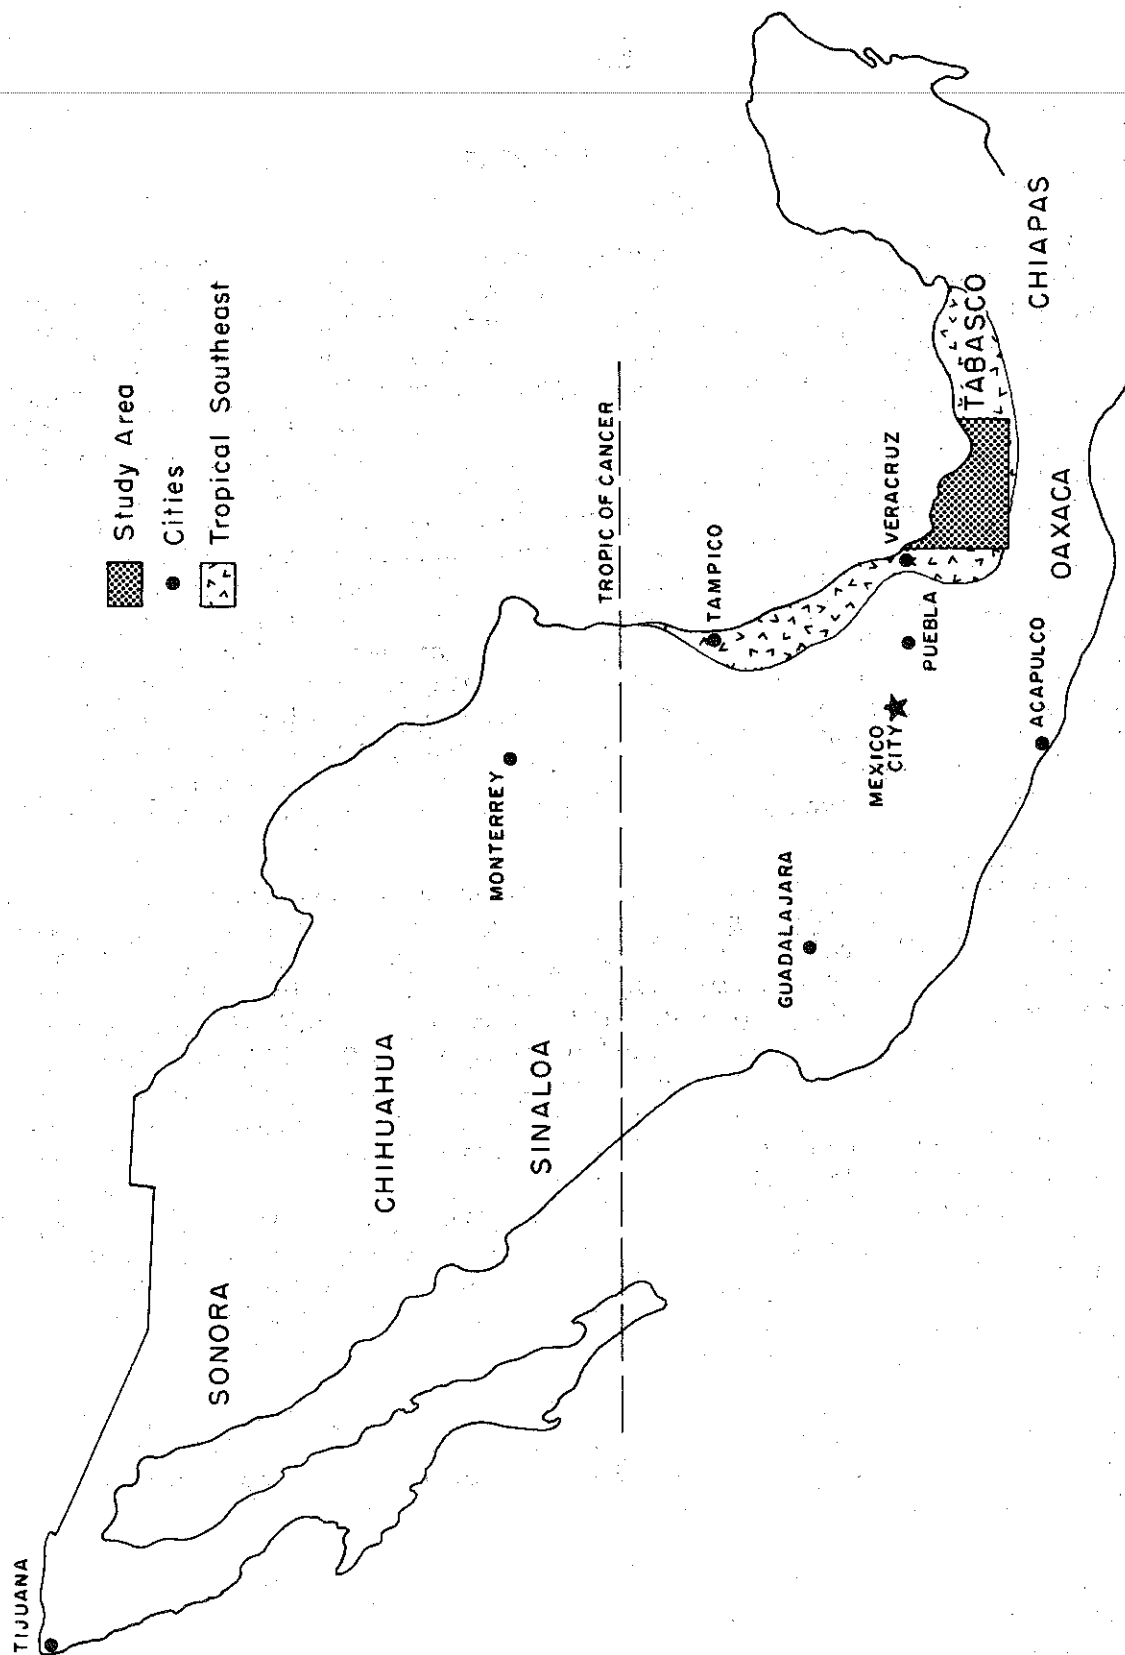 TIJUANA
Study Area
Cities
Tropical Southeast
SONORA
CHIHUAHUA
MONTERREY
SINALOA
TROPIC OF CANCER
TAMPICO
GUADALAJARA
MEXICO
CITY
VERACRUZ
PUEBLA
TABASCO
ACAPULCO
OAXACA
CHIAPAS